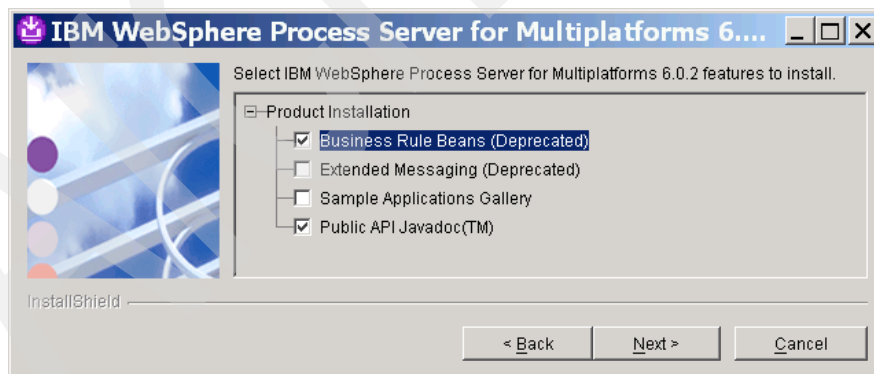 IBM WebSphere Process Server for Multiplatforms 6....
Select IBM WebSphere Process Server for Multiplatforms 6.0.2 features to install.
Product Installation
Business Rule Beans (Deprecated)
Extended Messaging (Deprecated)
Sample Applications Gallery
Public API Javadoc(TM)
InstallShield
< Back Next > Cancel